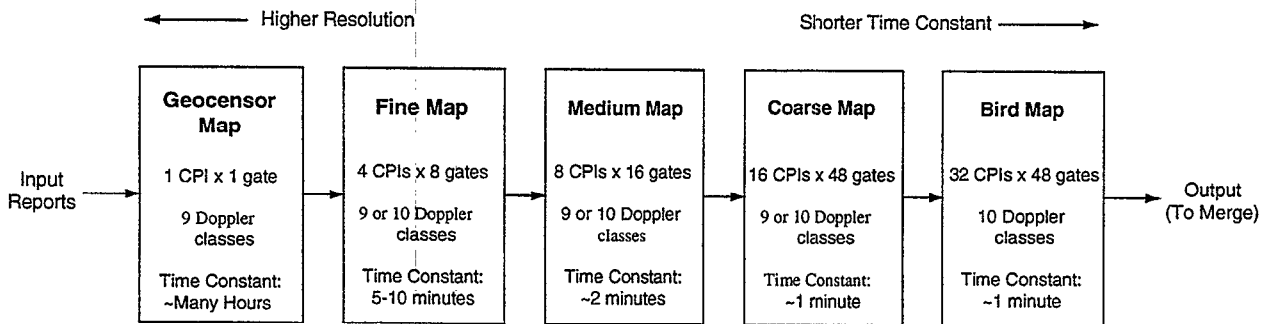 Higher Resolution
Shorter Time Constant
Input
Reports
Geocensor
Map
1 CPI x 1 gate
9 Doppler
classes
Time Constant:
~Many Hours
Fine Map
4 CPIs x 8 gates
9 or 10 Doppler
classes
Time Constant:
5-10 minutes
Medium Map
8 CPIs x 16 gates
9 or 10 Doppler
classes
Time Constant:
~2 minutes
Coarse Map
16 CPIs x 48 gates
9 or 10 Doppler
classes
Time Constant:
~1 minute
Bird Map
32 CPIs x 48 gates
10 Doppler
classes
Time Constant:
~1 minute
Output
(To Merge)